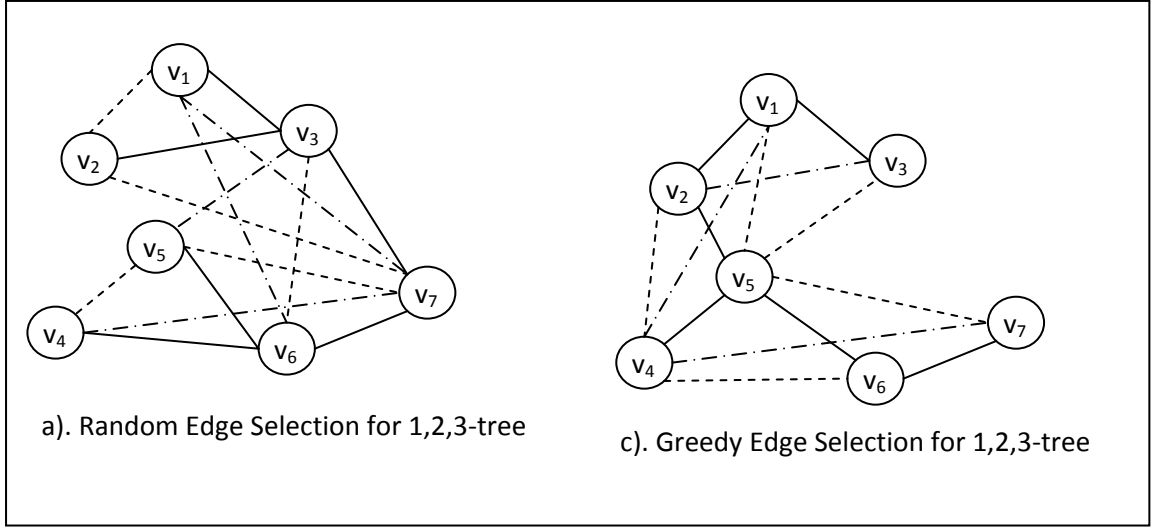 v₁
v₂
v₃
v₅
v₄
v₆
v₇
a). Random Edge Selection for 1,2,3-tree
v₁
v₂
v₃
v₅
v₄
v₆
v₇
c). Greedy Edge Selection for 1,2,3-tree